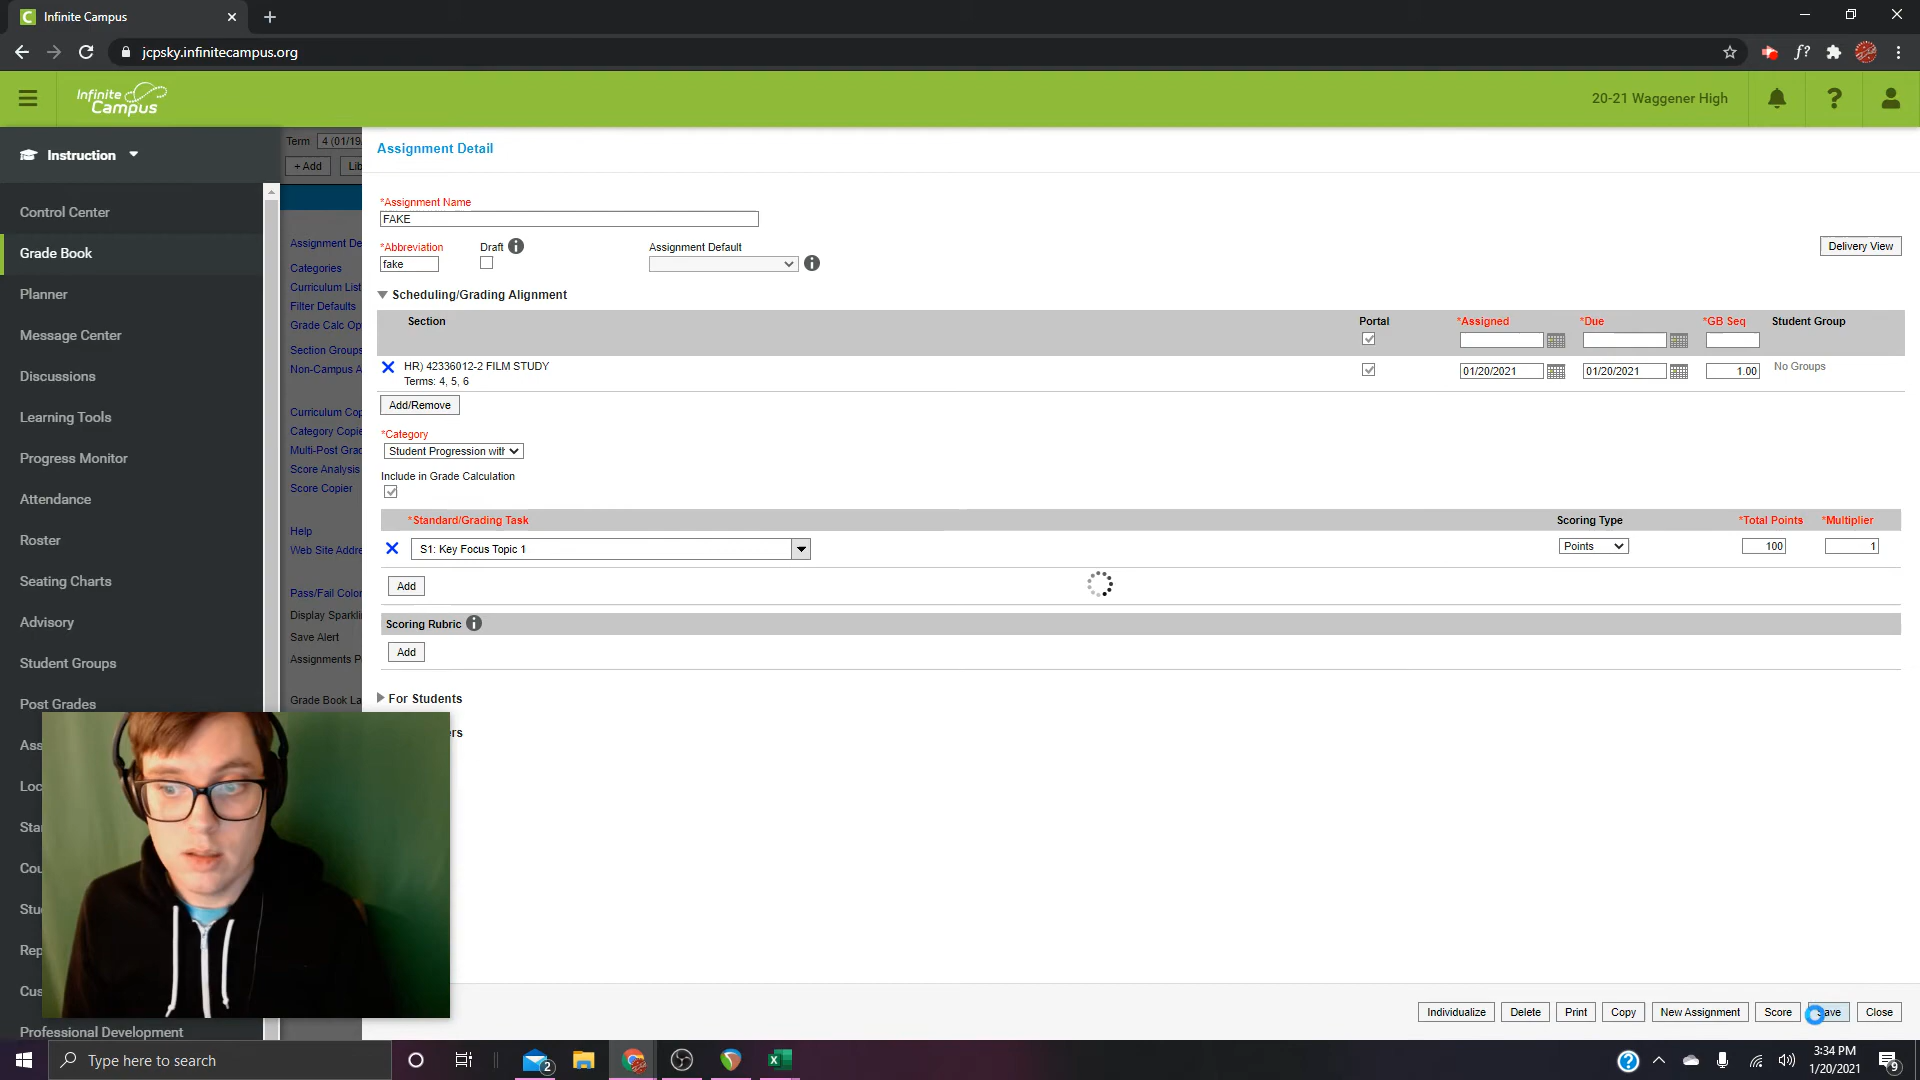 Infinite Campus
jcpsky.infinitecampus.org
Infinite Campus
20-21 Waggener High
Instruction
Control Center
Grade Book
Planner
Message Center
Discussions
Learning Tools
Progress Monitor
Attendance
Roster
Seating Charts
Advisory
Student Groups
Post Grades
Ass
Loc
Sta
Cou
Stu
Rep
Cus
Professional Development
Term 4 (01/19
+ Add Lib
Assignment De
Categories
Curriculum List
Filter Defaults
Grade Calc Op
Section Groups
Non-Campus A
Curriculum Cop
Category Copie
Multi-Post Grad
Score Analysis
Score Copier
Help
Web Site Addre
Pass/Fail Color
Display Sparkli
Save Alert
Assignments P
Grade Book La
Assignment Detail
*Assignment Name
FAKE
*Abbreviation Draft Assignment Default
fake
Delivery View
Scheduling/Grading Alignment
Section Portal *Assigned *Due *GB Seq Student Group
HR) 42336012-2 FILM STUDY 01/20/2021 01/20/2021 1.00 No Groups
Terms: 4, 5, 6
Add/Remove
*Category
Student Progression with
Include in Grade Calculation
*Standard/Grading Task Scoring Type *Total Points *Multiplier
S1: Key Focus Topic 1 Points 100 1
Add
Scoring Rubric
Add
For Students
ers
Individualize Delete Print Copy New Assignment Score Save Close
Type here to search
2
3:34 PM
1/20/2021
9